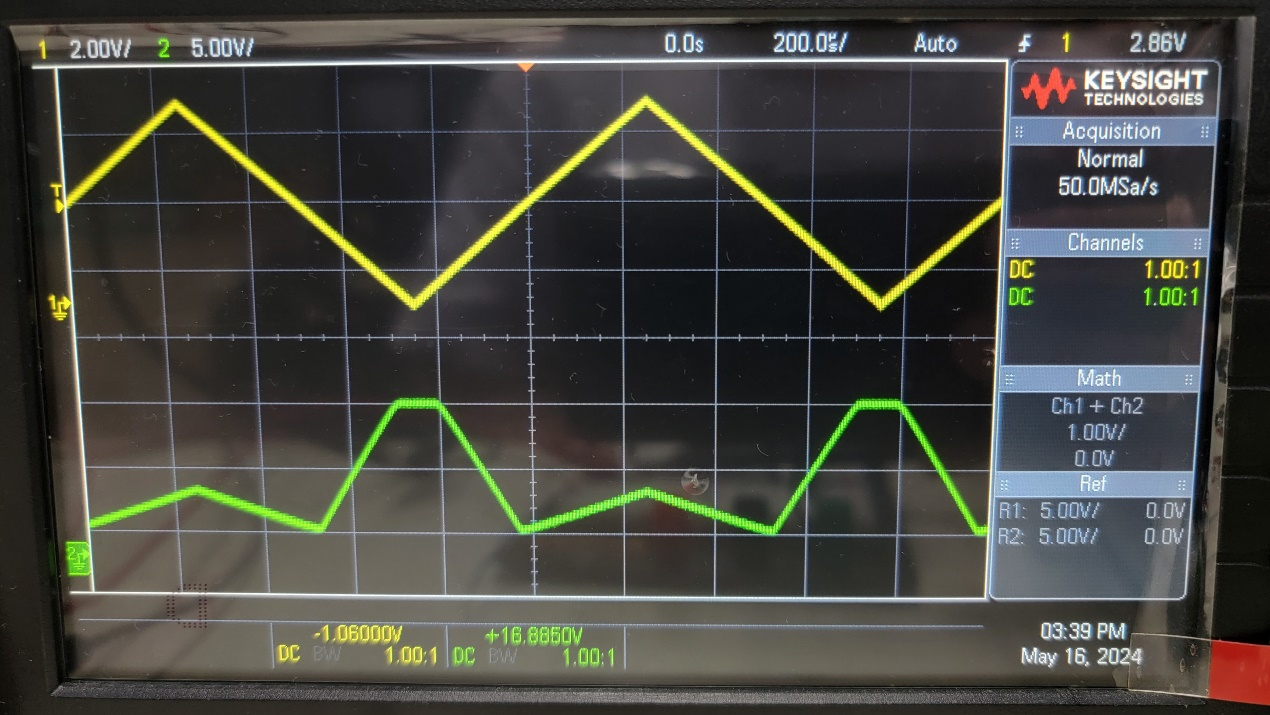 1 2.00V/ 2 5.00V/ 0.0s 200.0µs/ Auto 1 2.86V
KEYSIGHT
TECHNOLOGIES
Acquisition
Normal
50.0MSa/s
Channels
DC 1.00:1
DC 1.00:1
Math
Ch1 + Ch2
1.00V/
0.0V
Ref
R1: 5.00V/ 0.0V
R2: 5.00V/ 0.0V
T
1
2
-1.06000V +16.8850V
DC BW 1.00:1 DC BW 1.00:1
03:39 PM
May 16, 2024